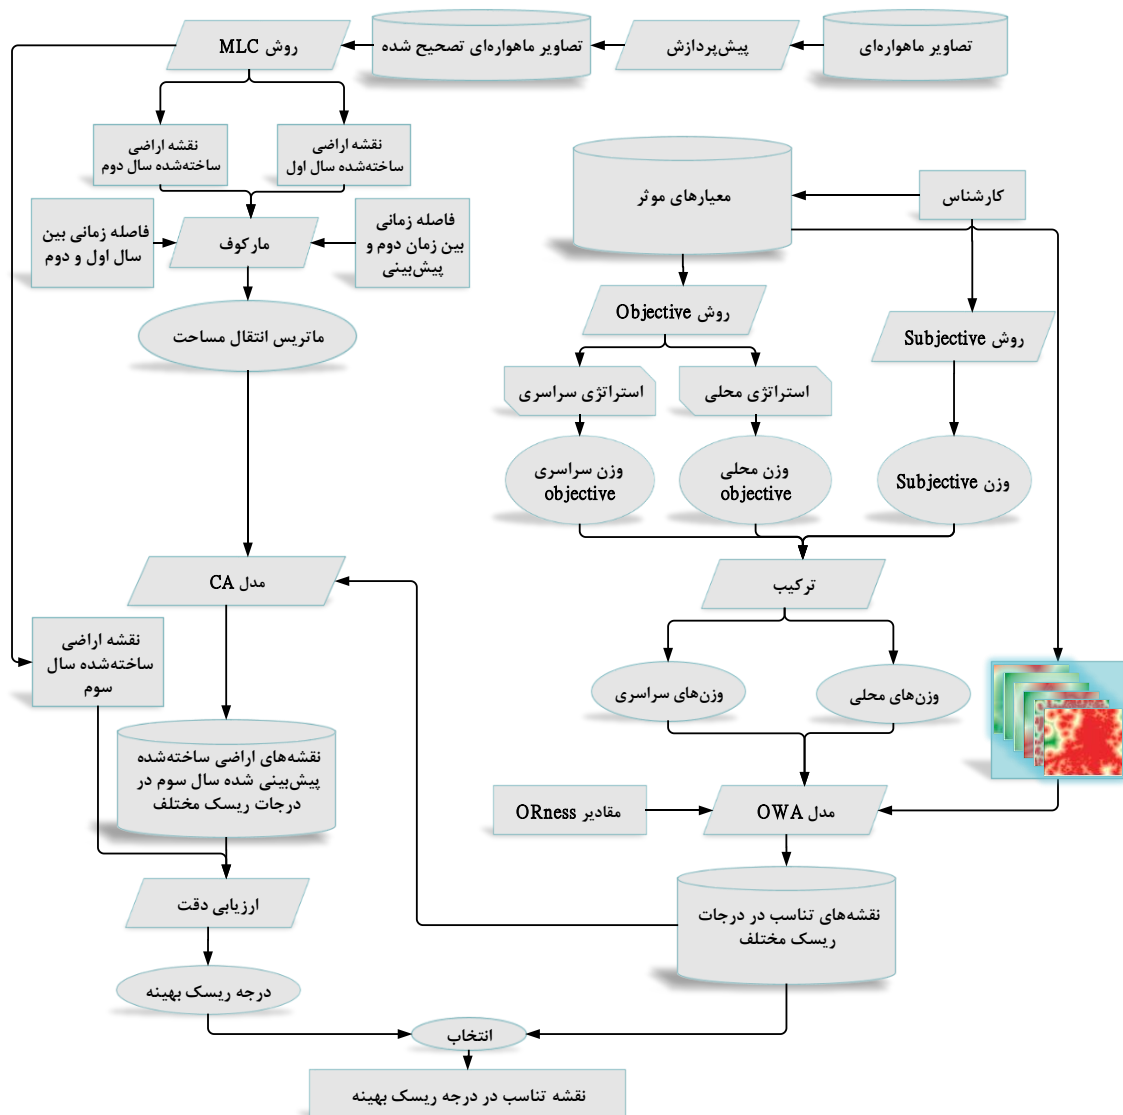 تصاویر ماهواره‌ای
پیش‌پردازش
تصاویر ماهواره‌ای تصحیح شده
روش MLC
نقشه اراضی
ساخته‌شده سال اول
نقشه اراضی
ساخته‌شده سال دوم
فاصله زمانی
بین زمان دوم و
پیش‌بینی
مارکوف
فاصله زمانی بین
سال اول و دوم
ماتریس انتقال مساحت
کارشناس
معیارهای موثر
روش Objective
روش Subjective
استراتژی محلی
استراتژی سراسری
وزن Subjective
وزن محلی
objective
وزن سراسری
objective
ترکیب
وزن‌های محلی
وزن‌های سراسری
مدل OWA
مقادیر ORness
نقشه‌های تناسب در درجات
ریسک مختلف
مدل CA
نقشه اراضی
ساخته‌شده سال
سوم
نقشه‌های اراضی ساخته‌شده
پیش‌بینی شده سال سوم در
درجات ریسک مختلف
ارزیابی دقت
درجه ریسک بهینه
انتخاب
نقشه تناسب در درجه ریسک بهینه